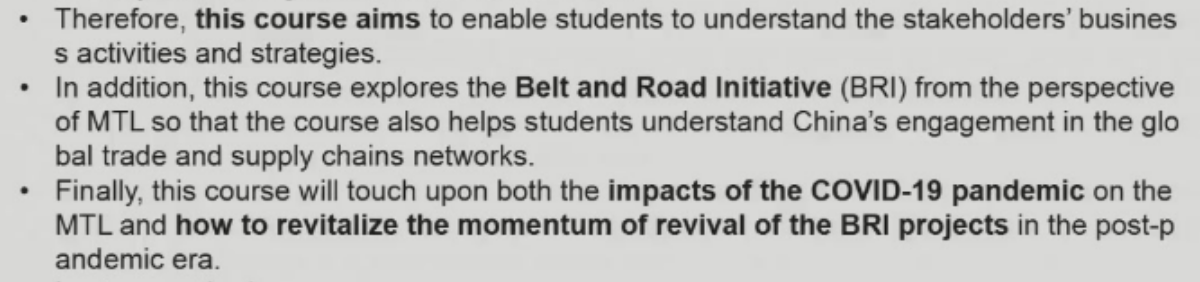 • Therefore, this course aims to enable students to understand the stakeholders' busines
s activities and strategies.
• In addition, this course explores the Belt and Road Initiative (BRI) from the perspective
of MTL so that the course also helps students understand China's engagement in the glo
bal trade and supply chains networks.
• Finally, this course will touch upon both the impacts of the COVID-19 pandemic on the
MTL and how to revitalize the momentum of revival of the BRI projects in the post-p
andemic era.